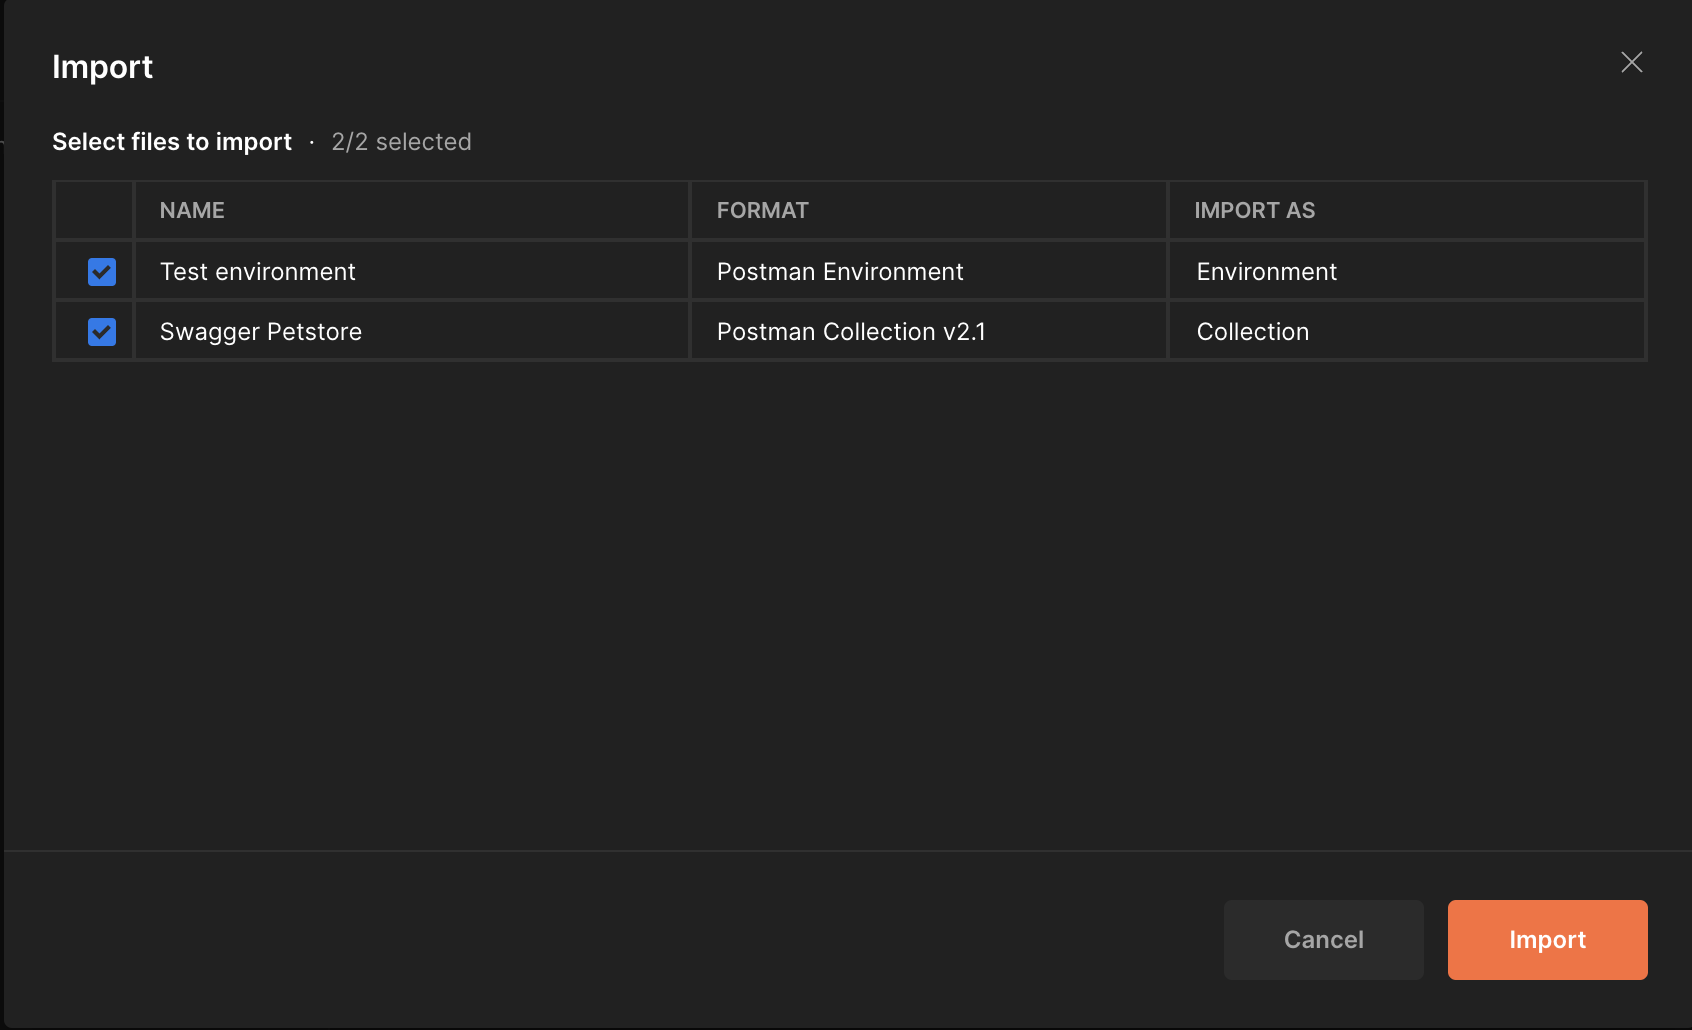 Import
Select files to import · 2/2 selected
NAME FORMAT IMPORT AS
Test environment Postman Environment Environment
Swagger Petstore Postman Collection v2.1 Collection
Cancel Import